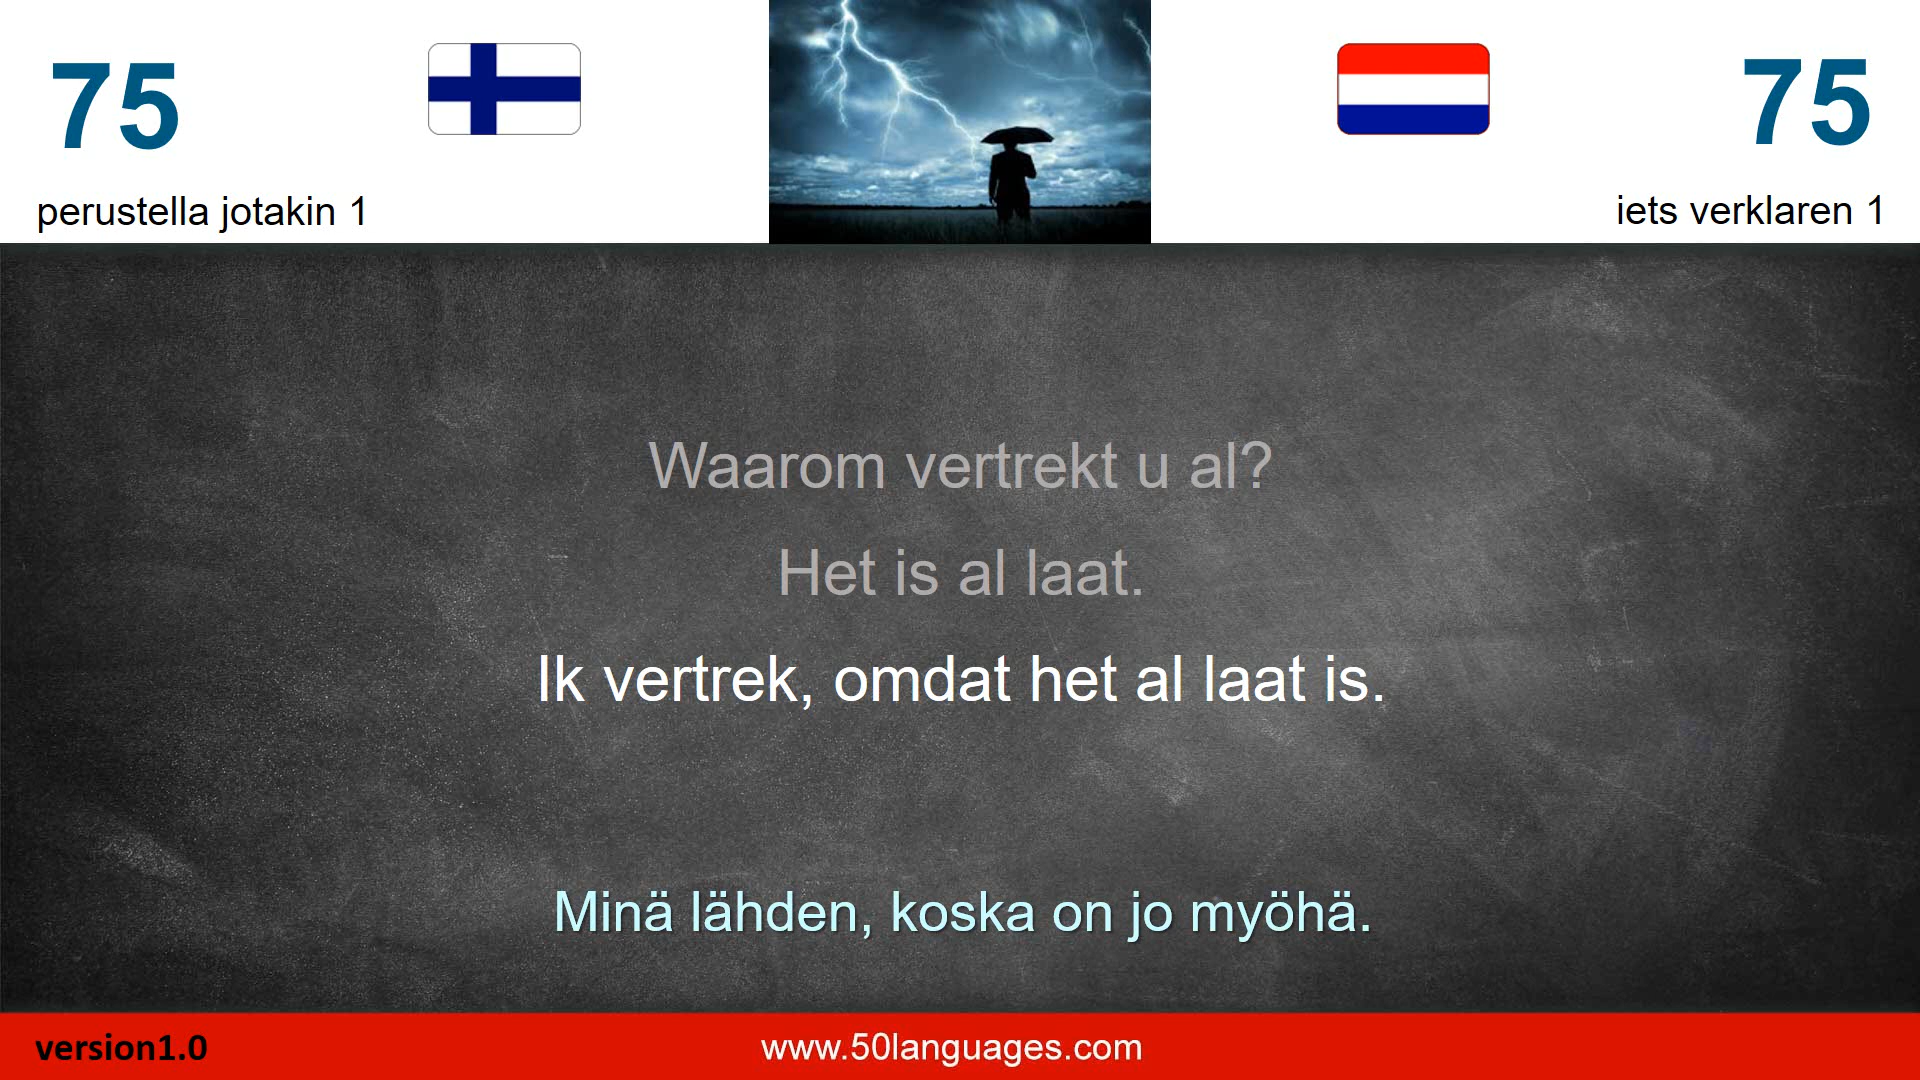 75
75
perustella jotakin 1
iets verklaren 1
Waarom vertrekt u al?
Het is al laat.
Ik vertrek, omdat het al laat is.
Minä lähden, koska on jo myöhä.
version1.0
www.50languages.com